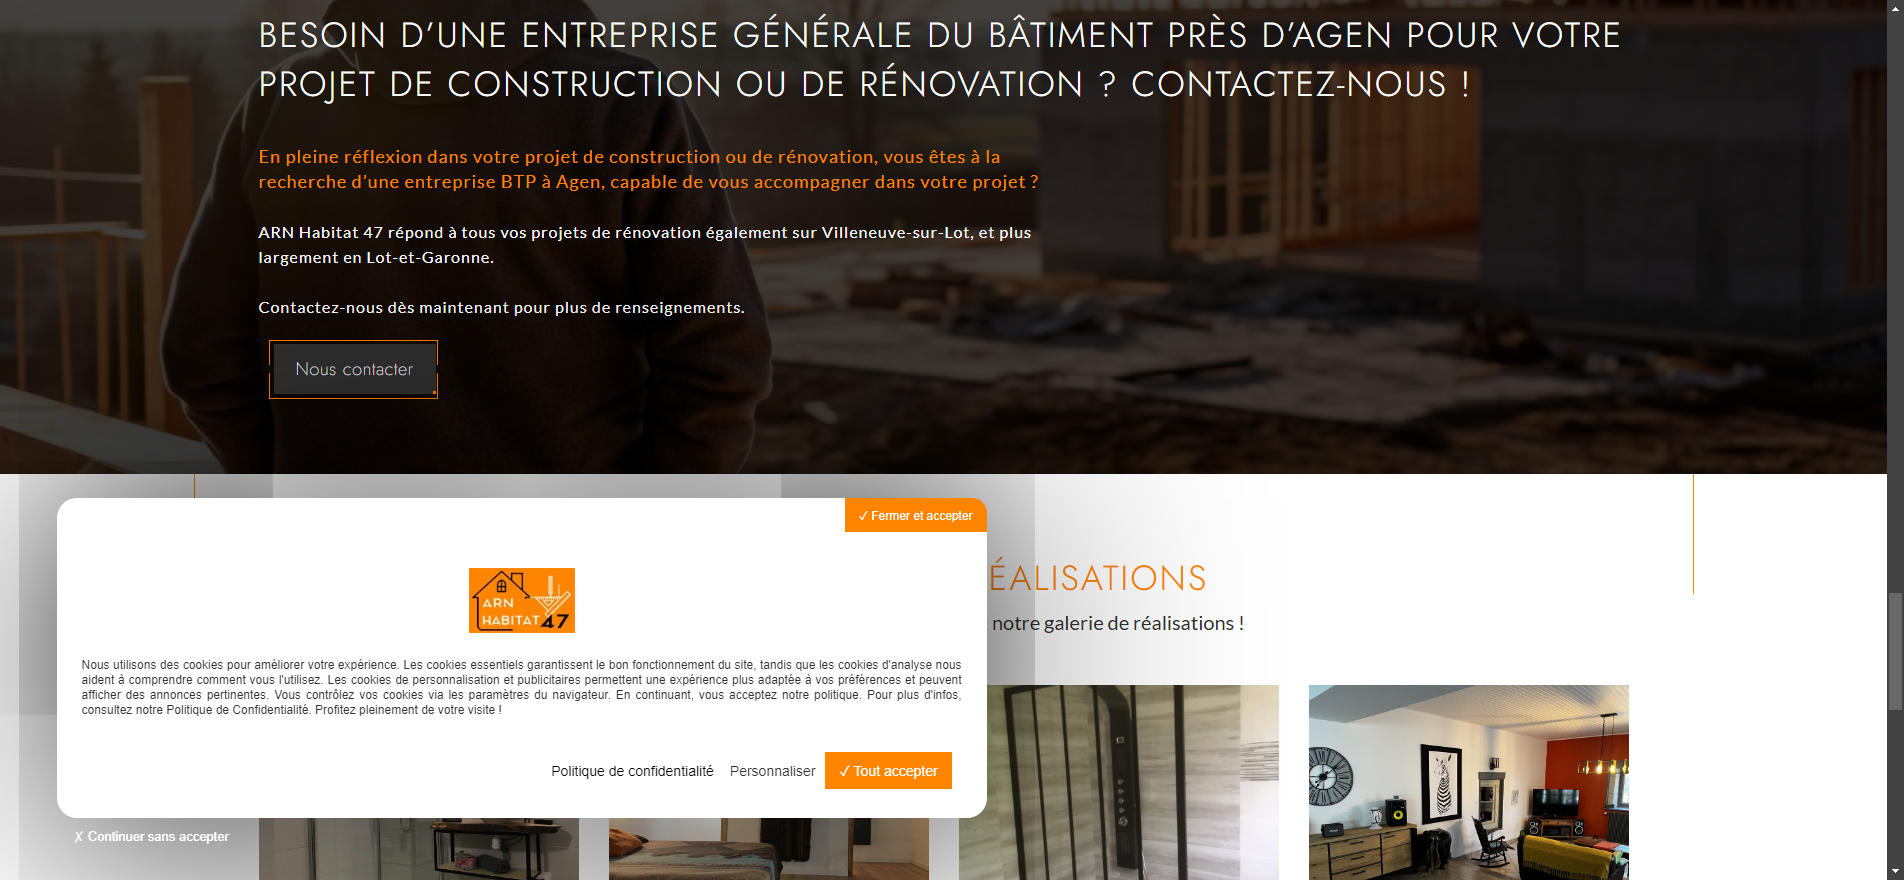 BESOIN D’UNE ENTREPRISE GÉNÉRALE DU BÂTIMENT PRÈS D’AGEN POUR VOTRE
PROJET DE CONSTRUCTION OU DE RÉNOVATION ? CONTACTEZ-NOUS !
En pleine réflexion dans votre projet de construction ou de rénovation, vous êtes à la
recherche d’une entreprise BTP à Agen, capable de vous accompagner dans votre projet ?
ARN Habitat 47 répond à tous vos projets de rénovation également sur Villeneuve-sur-Lot, et plus
largement en Lot-et-Garonne.
Contactez-nous dès maintenant pour plus de renseignements.
Nous contacter
✓ Fermer et accepter
ÉALISATIONS
notre galerie de réalisations !
ARN
HABITAT 47
Nous utilisons des cookies pour améliorer votre expérience. Les cookies essentiels garantissent le bon fonctionnement du site, tandis que les cookies d'analyse nous
aident à comprendre comment vous l'utilisez. Les cookies de personnalisation et publicitaires permettent une expérience plus adaptée à vos préférences et peuvent
afficher des annonces pertinentes. Vous contrôlez vos cookies via les paramètres du navigateur. En continuant, vous acceptez notre politique. Pour plus d'infos,
consultez notre Politique de Confidentialité. Profitez pleinement de votre visite !
Politique de confidentialité Personnaliser ✓ Tout accepter
✗ Continuer sans accepter